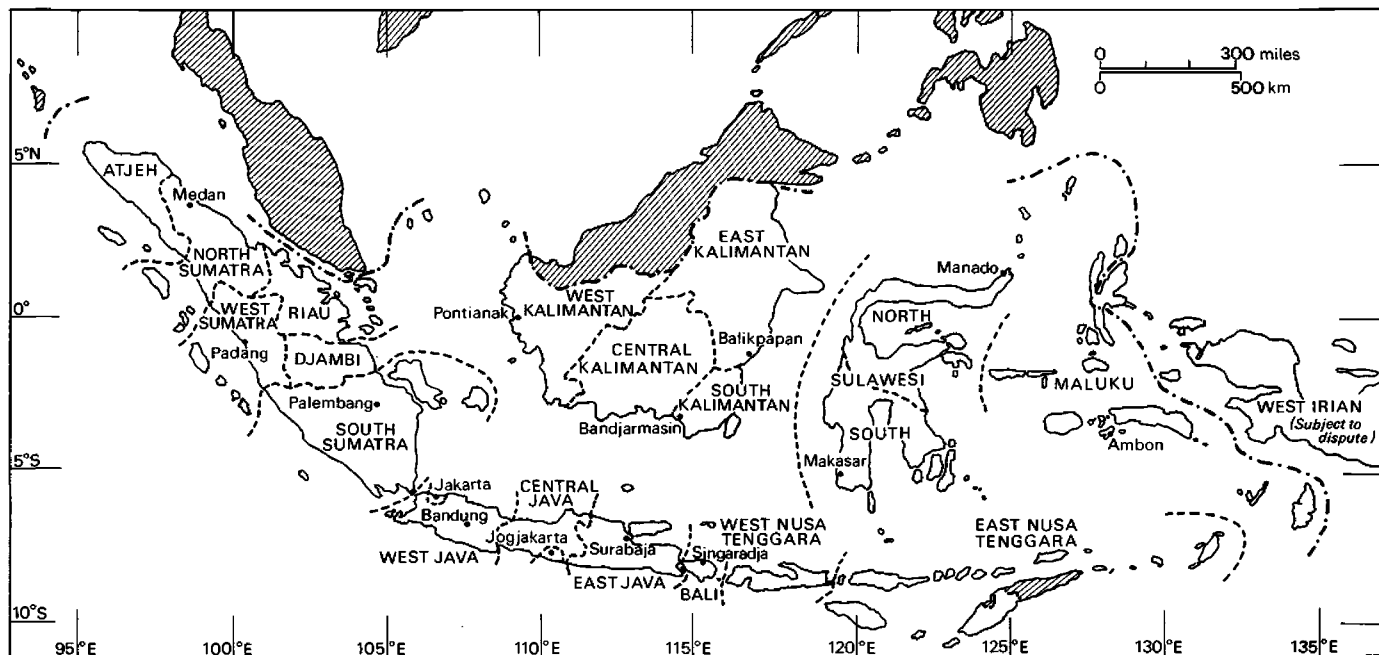 0 300 miles
0 500 km
5°N
0°
5°S
10°S
ATJEH
Medan
NORTH
SUMATRA
WEST
SUMATRA
RIAU
Padang
DJAMBI
Palembang
SOUTH
SUMATRA
EAST
KALIMANTAN
WEST
KALIMANTAN
Pontianak
CENTRAL
KALIMANTAN
Balikpapan
SOUTH
KALIMANTAN
Bandjarmasin
Manado
NORTH
SULAWESI
SOUTH
Makasar
MALUKU
Ambon
WEST IRIAN
(Subject to
dispute)
Jakarta
Bandung
WEST JAVA
CENTRAL
JAVA
Jogjakarta
Surabaja
EAST JAVA
Singaradja
BALI
WEST NUSA
TENGGARA
EAST NUSA
TENGGARA
95°E 100°E 105°E 110°E 115°E 120°E 125°E 130°E 135°E